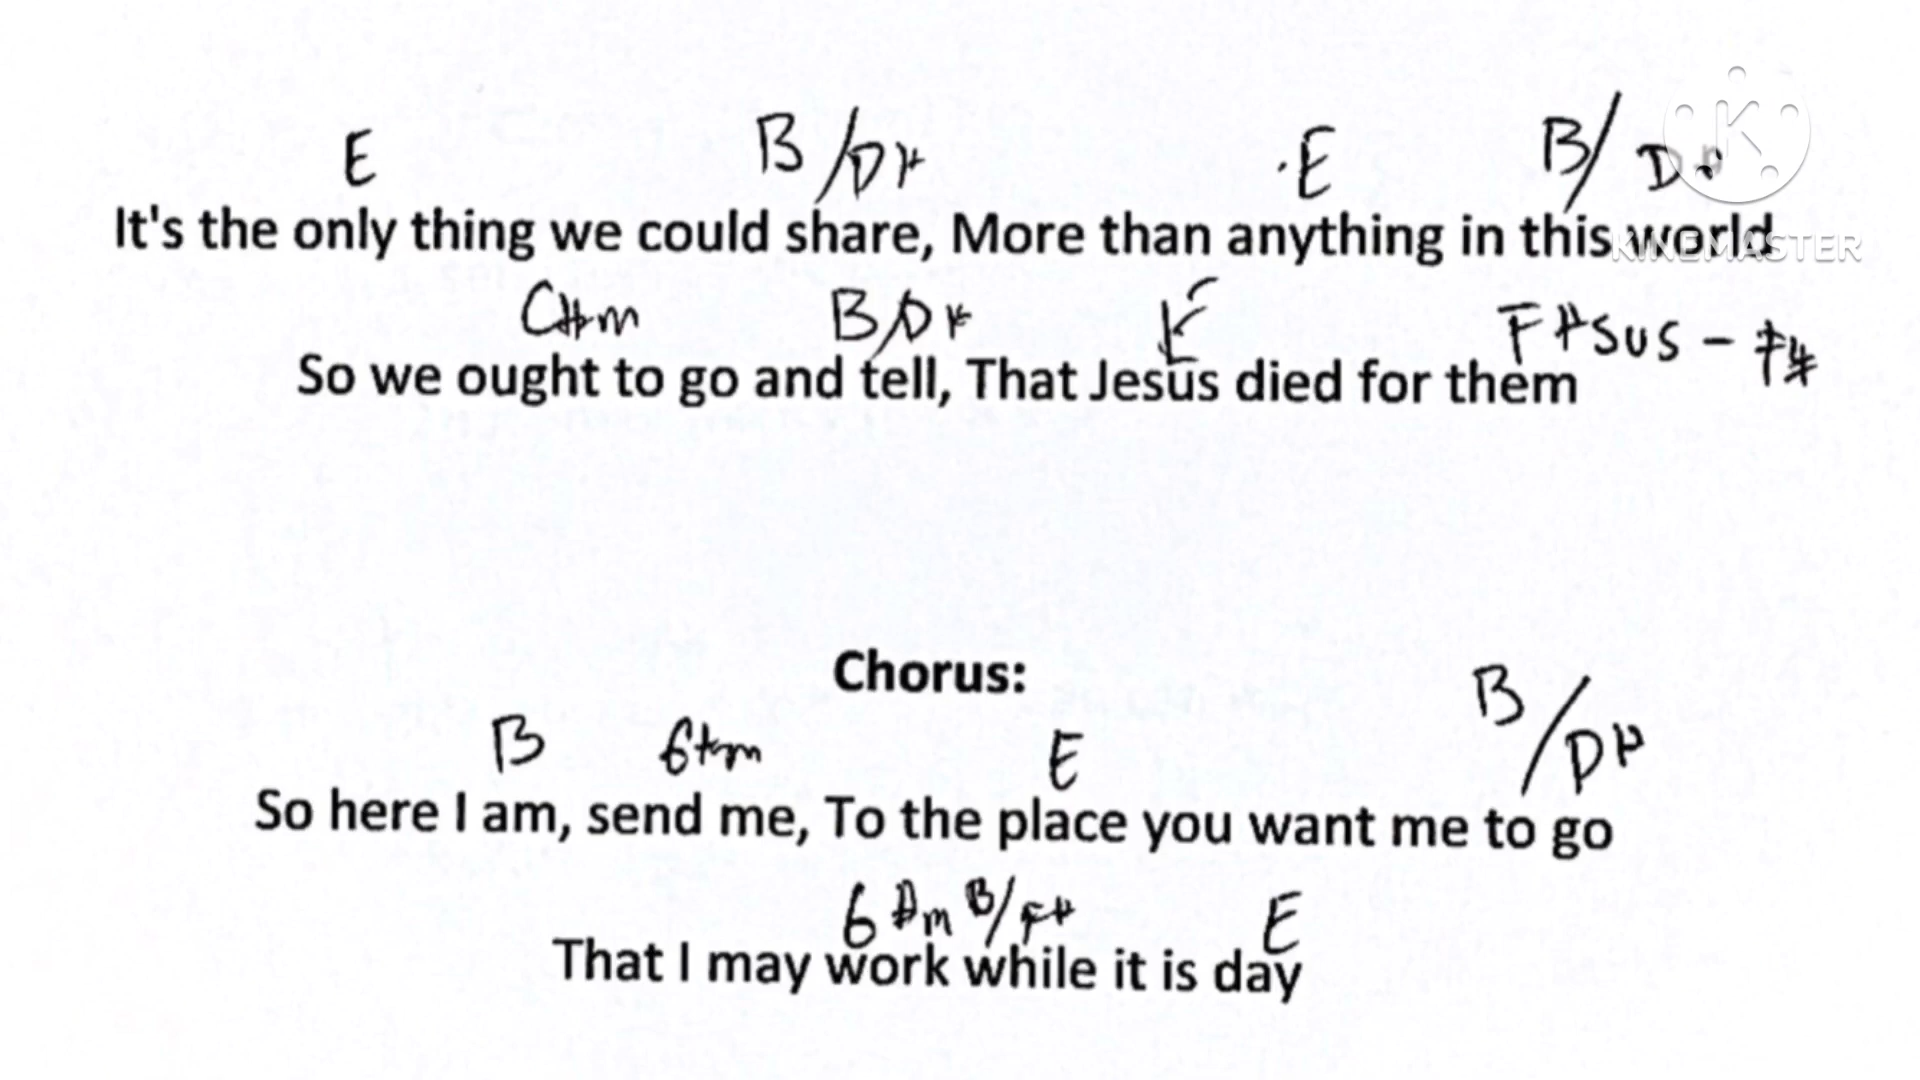 E B/D# E B/D#
It's the only thing we could share, More than anything in this world
KINEMASTER
C#m B/D# E F#sus - F#
So we ought to go and tell, That Jesus died for them
Chorus:
B G#m E B/D#
So here I am, send me, To the place you want me to go
G#m B/F# E
That I may work while it is day